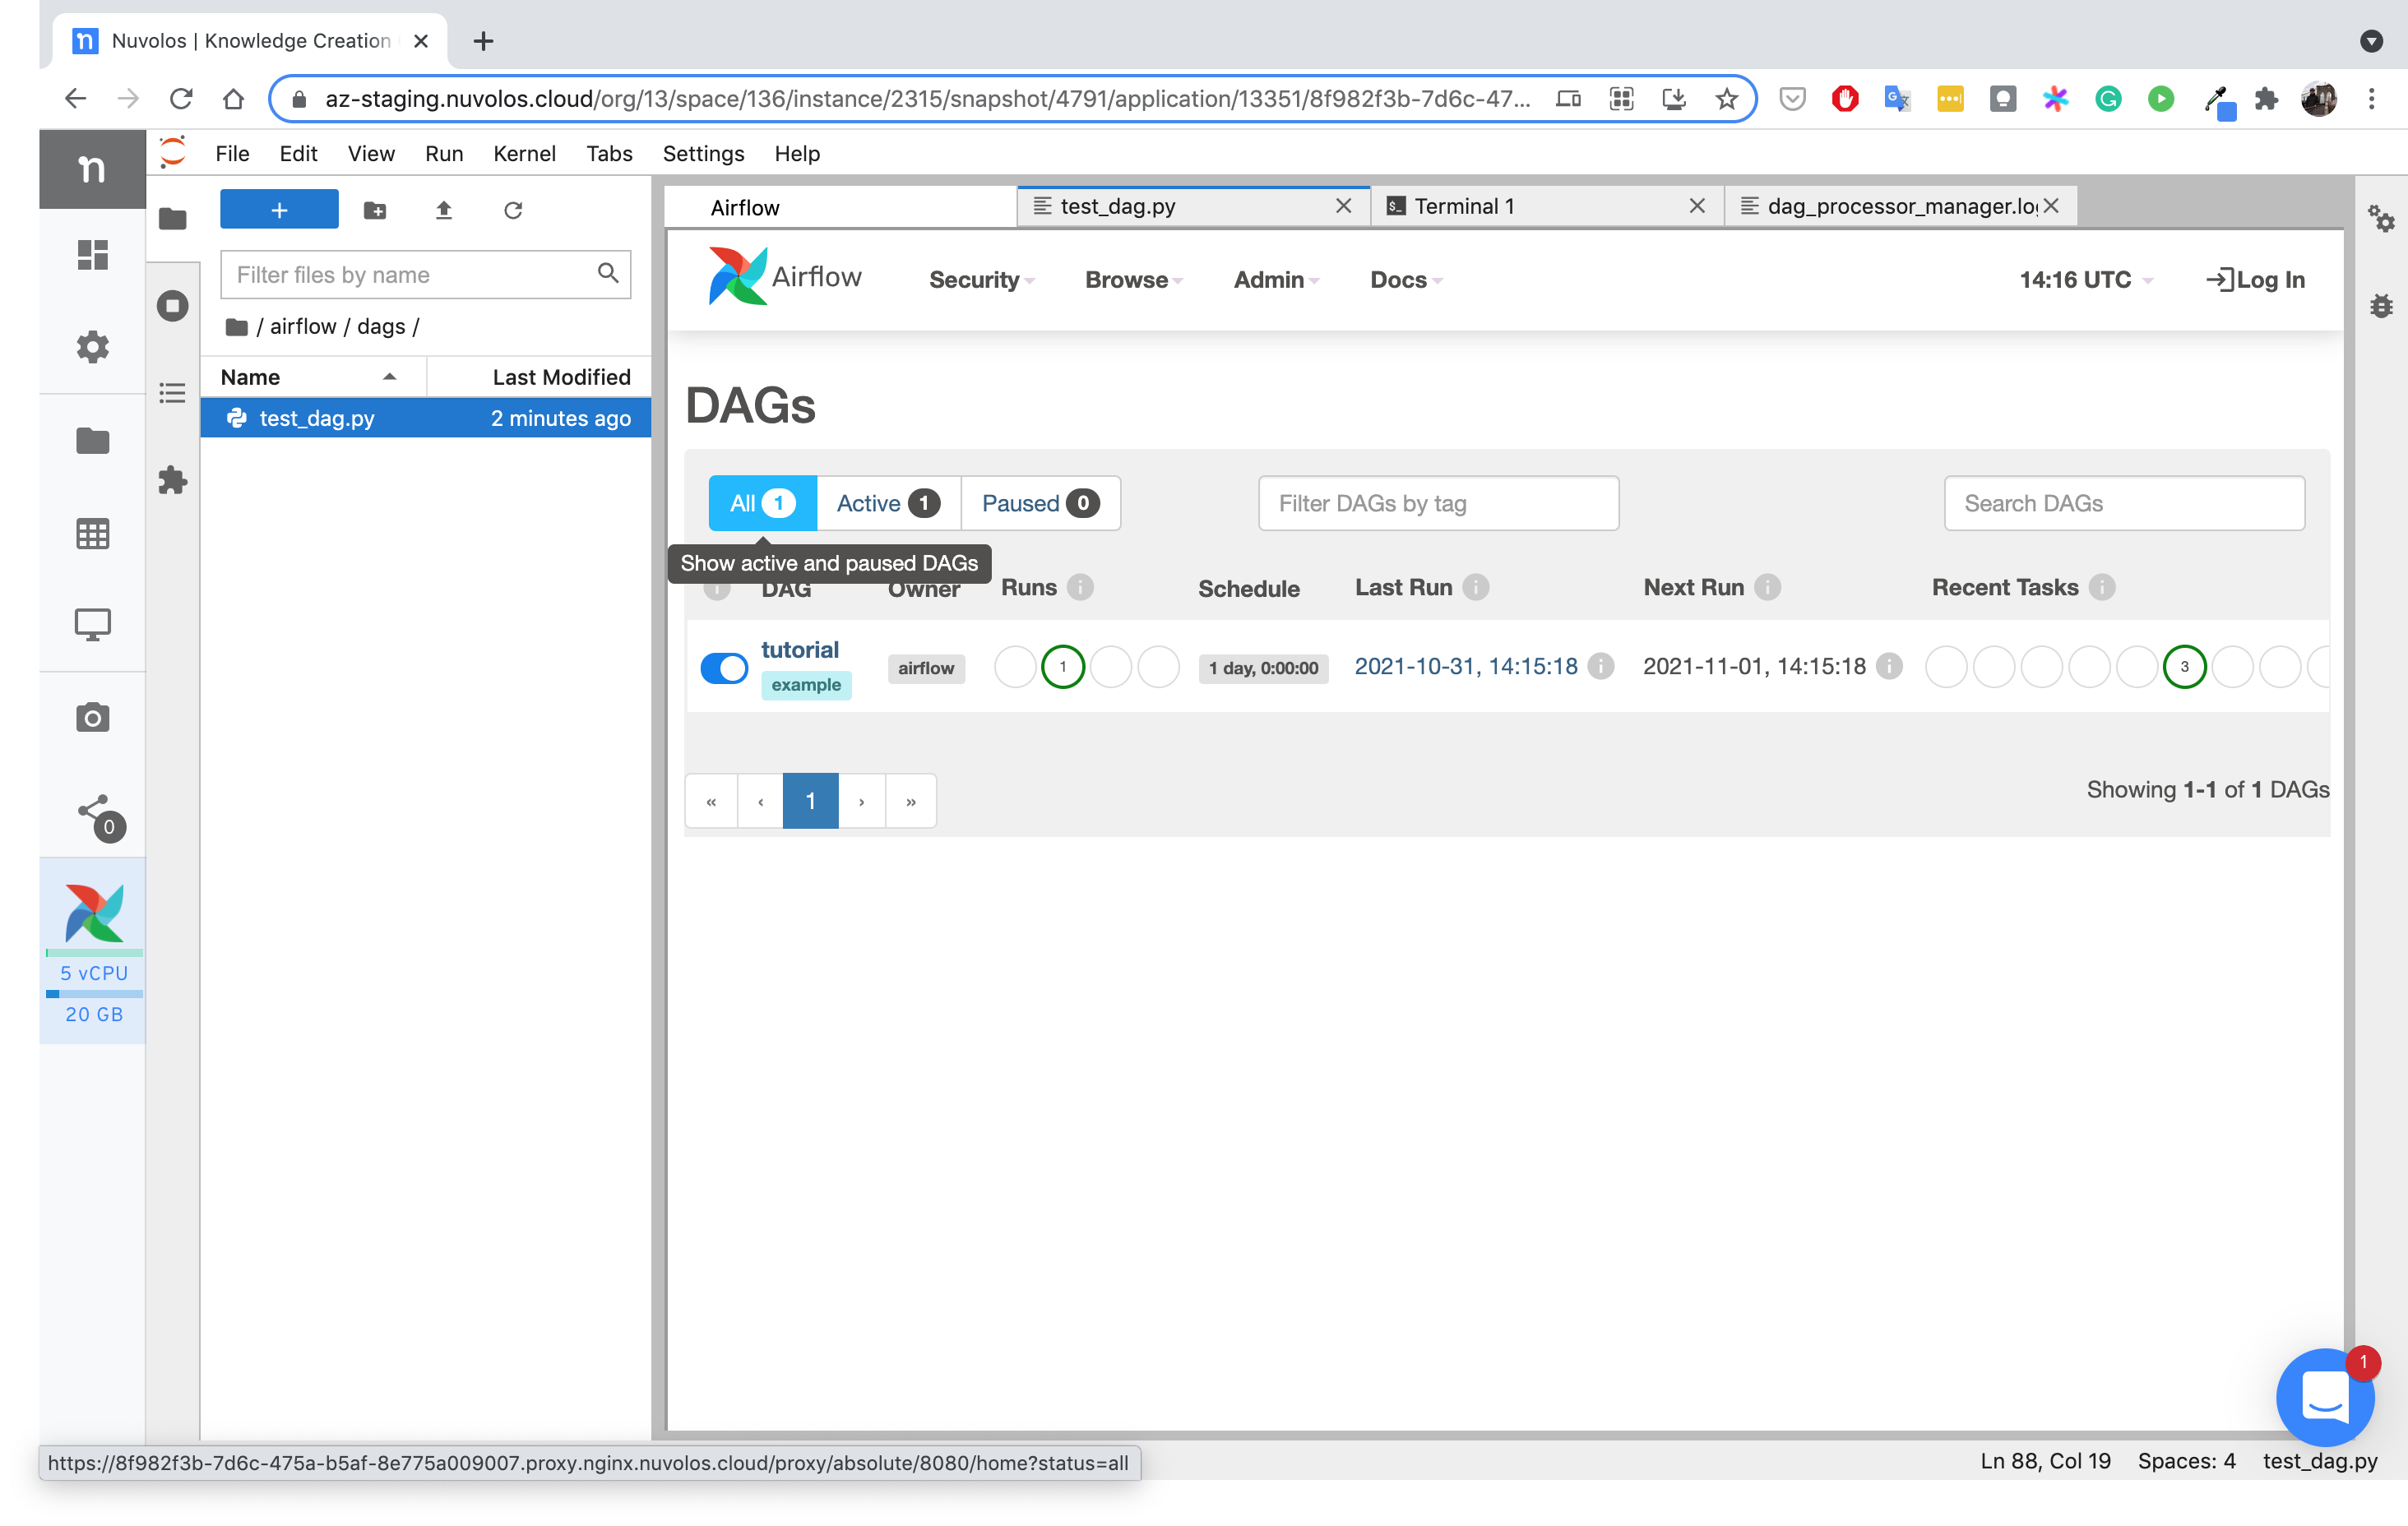 Nuvolos | Knowledge Creation
az-staging.nuvolos.cloud/org/13/space/136/instance/2315/snapshot/4791/application/13351/8f982f3b-7d6c-47...
File Edit View Run Kernel Tabs Settings Help
Airflow
test_dag.py
Terminal 1
dag_processor_manager.log
Filter files by name
/ airflow / dags /
Name Last Modified
test_dag.py 2 minutes ago
0
5 vCPU
20 GB
Airflow Security Browse Admin Docs 14:16 UTC Log In
DAGs
All 1 Active 1 Paused 0 Filter DAGs by tag Search DAGs
Show active and paused DAGs
DAG Owner Runs Schedule Last Run Next Run Recent Tasks
tutorial
example
airflow 1 1 day, 0:00:00 2021-10-31, 14:15:18 2021-11-01, 14:15:18 3
« ‹ 1 › »
Showing 1-1 of 1 DAGs
1
https://8f982f3b-7d6c-475a-b5af-8e775a009007.proxy.nginx.nuvolos.cloud/proxy/absolute/8080/home?status=all
Ln 88, Col 19 Spaces: 4 test_dag.py